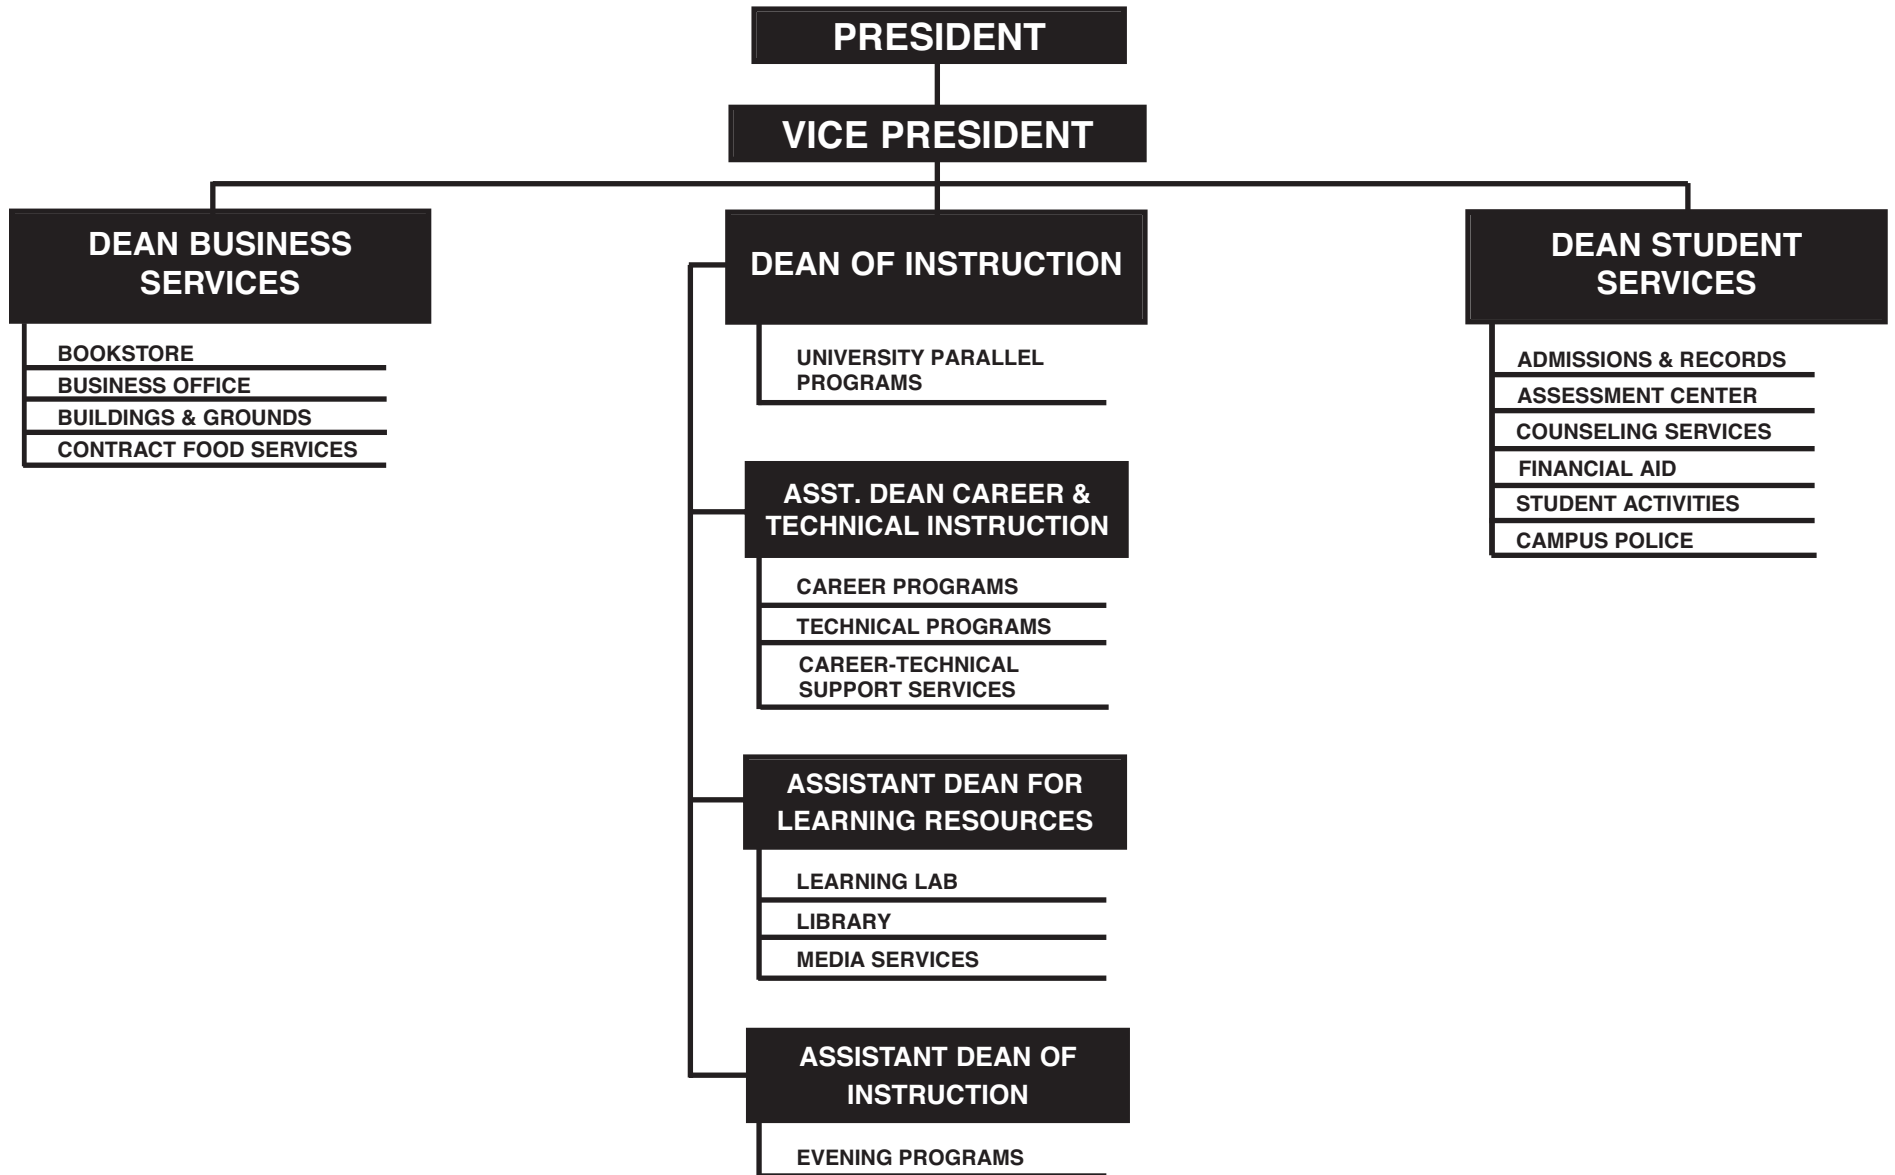 PRESIDENT
VICE PRESIDENT
DEAN BUSINESS
SERVICES
BOOKSTORE
BUSINESS OFFICE
BUILDINGS & GROUNDS
CONTRACT FOOD SERVICES
DEAN OF INSTRUCTION
UNIVERSITY PARALLEL
PROGRAMS
ASST. DEAN CAREER &
TECHNICAL INSTRUCTION
CAREER PROGRAMS
TECHNICAL PROGRAMS
CAREER-TECHNICAL
SUPPORT SERVICES
ASSISTANT DEAN FOR
LEARNING RESOURCES
LEARNING LAB
LIBRARY
MEDIA SERVICES
ASSISTANT DEAN OF
INSTRUCTION
EVENING PROGRAMS
DEAN STUDENT
SERVICES
ADMISSIONS & RECORDS
ASSESSMENT CENTER
COUNSELING SERVICES
FINANCIAL AID
STUDENT ACTIVITIES
CAMPUS POLICE